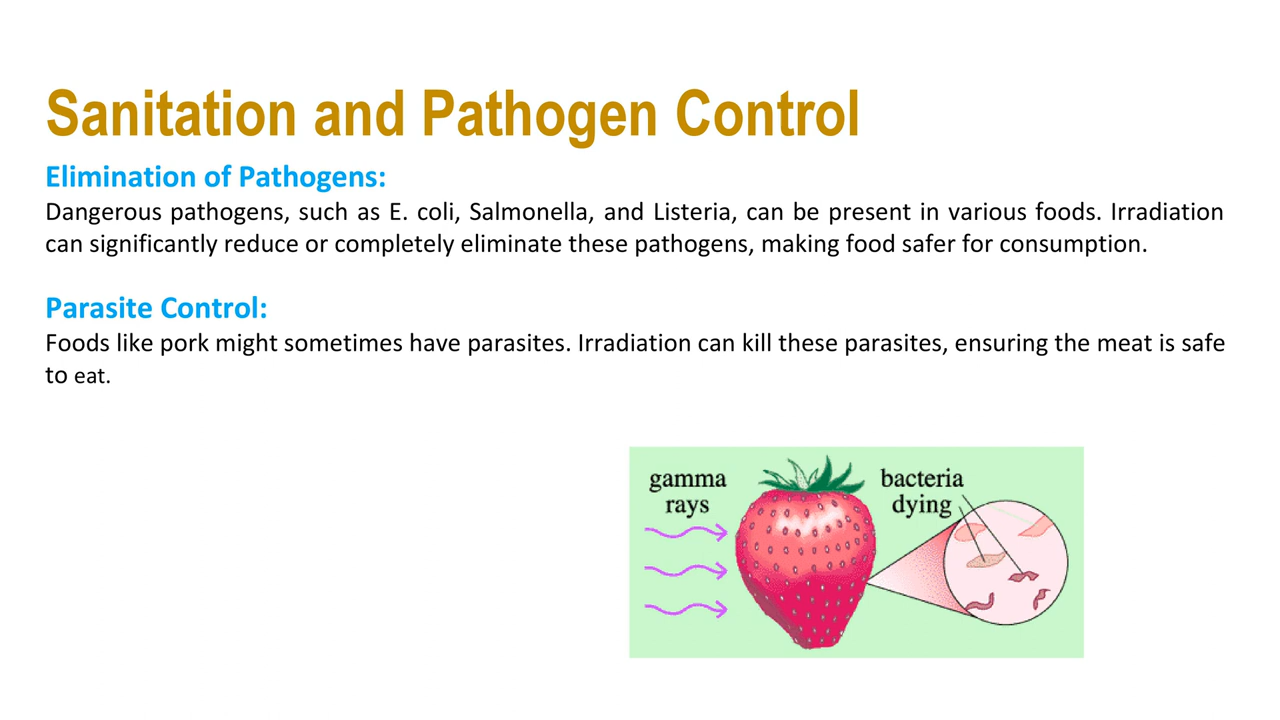 Sanitation and Pathogen Control
Elimination of Pathogens:
Dangerous pathogens, such as E. coli, Salmonella, and Listeria, can be present in various foods. Irradiation
can significantly reduce or completely eliminate these pathogens, making food safer for consumption.
Parasite Control:
Foods like pork might sometimes have parasites. Irradiation can kill these parasites, ensuring the meat is safe
to eat.
gamma
rays
bacteria
dying